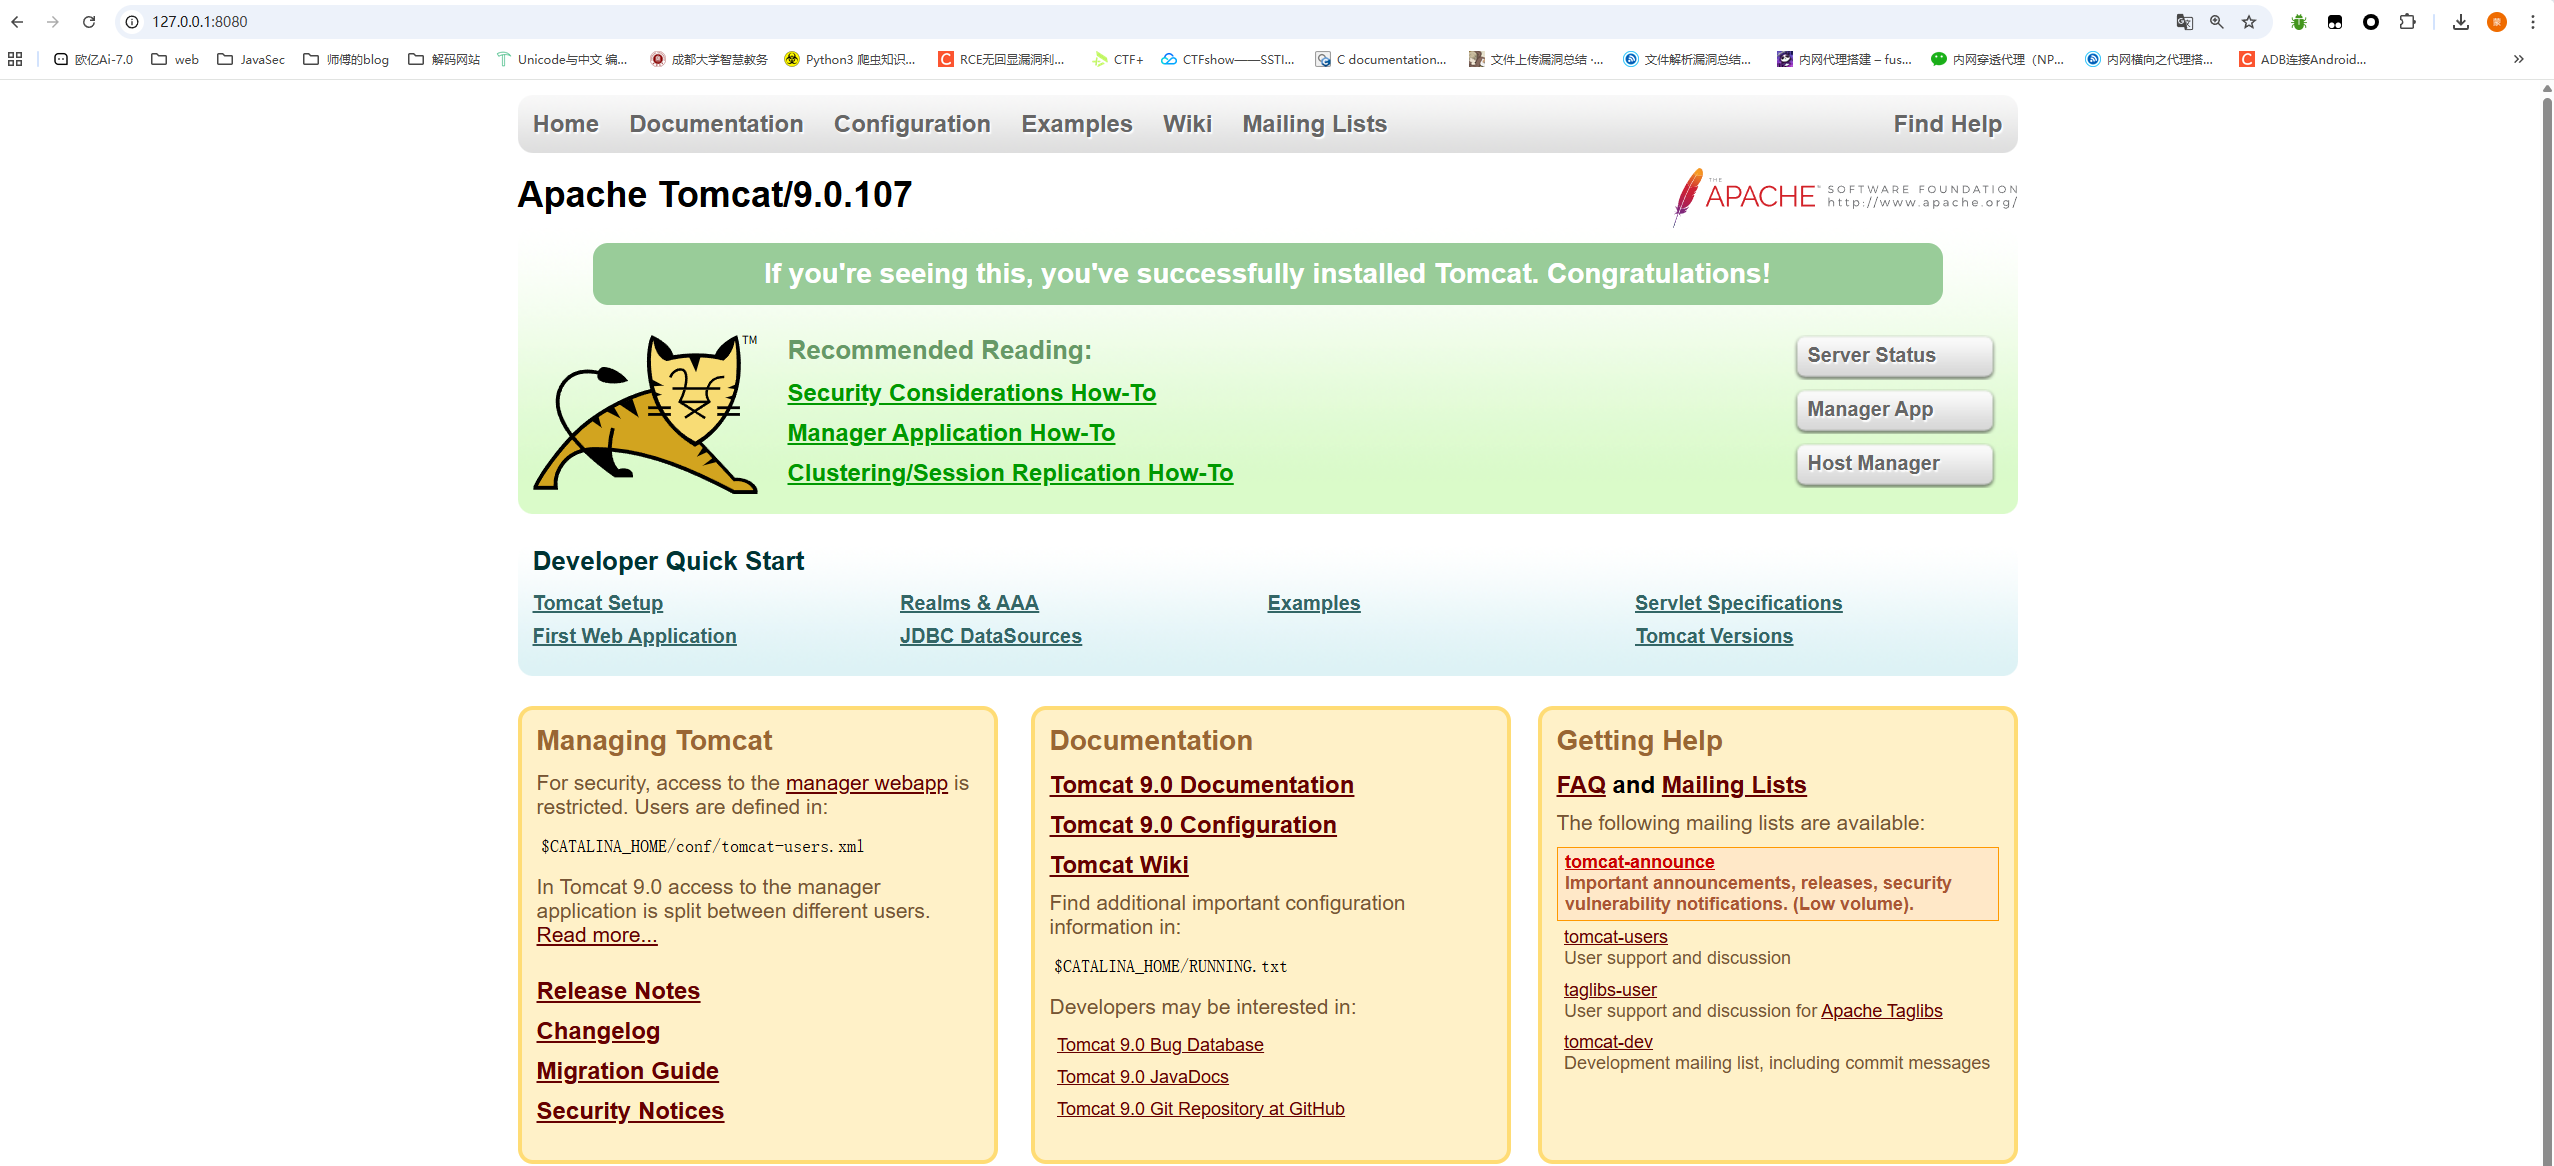 127.0.0.1:8080
欧亿Ai-7.0 web JavaSec 师傅的blog 解码网站 Unicode与中文 编... 成都大学智慧教务 Python3 爬虫知识... RCE无回显漏洞利... CTF+ CTFshow——SSTI... C documentation... 文件上传漏洞总结 ·... 文件解析漏洞总结... 内网代理搭建 – fus... 内网穿透代理（NP... 内网横向之代理搭... ADB连接Android...
Home Documentation Configuration Examples Wiki Mailing Lists Find Help
Apache Tomcat/9.0.107
THE APACHE SOFTWARE FOUNDATION
http://www.apache.org/
If you're seeing this, you've successfully installed Tomcat. Congratulations!
TM
Recommended Reading:
Security Considerations How-To
Manager Application How-To
Clustering/Session Replication How-To
Server Status
Manager App
Host Manager
Developer Quick Start
Tomcat Setup
First Web Application
Realms & AAA
JDBC DataSources
Examples
Servlet Specifications
Tomcat Versions
Managing Tomcat
For security, access to the manager webapp is
restricted. Users are defined in:
$CATALINA_HOME/conf/tomcat-users.xml
In Tomcat 9.0 access to the manager
application is split between different users.
Read more...
Release Notes
Changelog
Migration Guide
Security Notices
Documentation
Tomcat 9.0 Documentation
Tomcat 9.0 Configuration
Tomcat Wiki
Find additional important configuration
information in:
$CATALINA_HOME/RUNNING.txt
Developers may be interested in:
Tomcat 9.0 Bug Database
Tomcat 9.0 JavaDocs
Tomcat 9.0 Git Repository at GitHub
Getting Help
FAQ and Mailing Lists
The following mailing lists are available:
tomcat-announce
Important announcements, releases, security
vulnerability notifications. (Low volume).
tomcat-users
User support and discussion
taglibs-user
User support and discussion for Apache Taglibs
tomcat-dev
Development mailing list, including commit messages